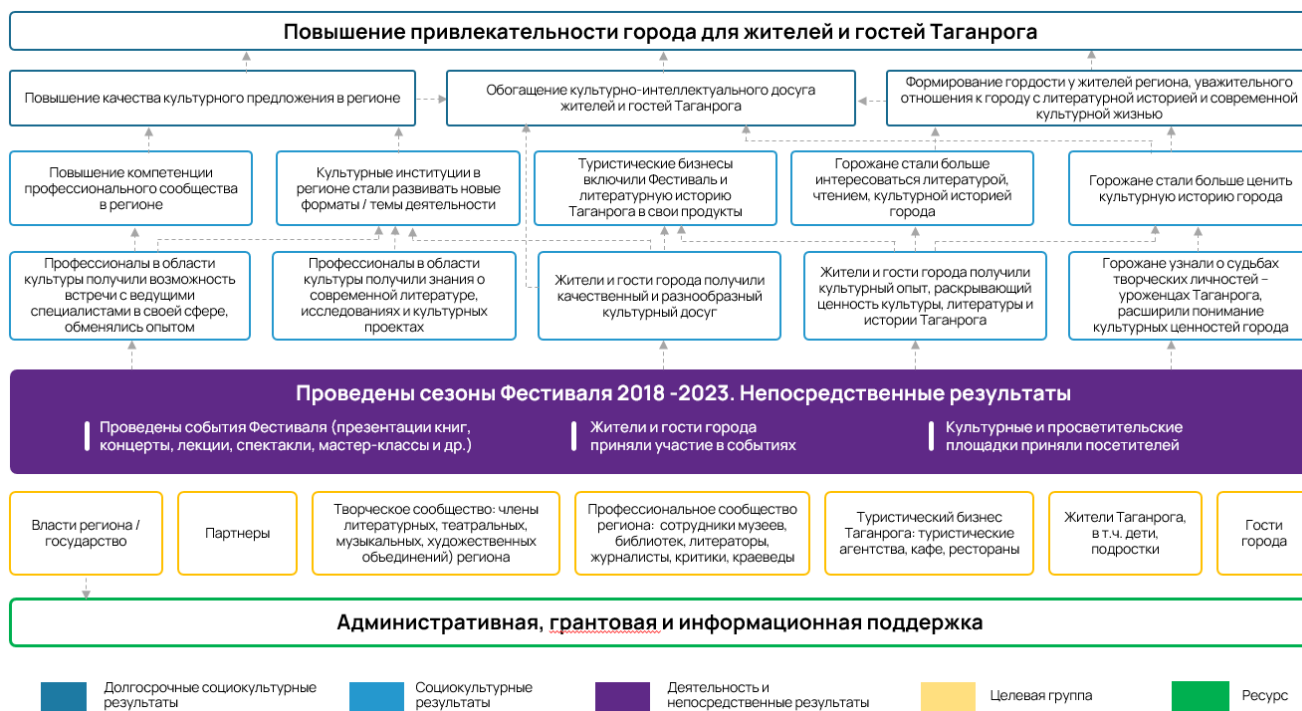 Повышение привлекательности города для жителей и гостей Таганрога
Повышение качества культурного предложения в регионе
Обогащение культурно-интеллектуального досуга
жителей и гостей Таганрога
Формирование гордости у жителей региона, уважительного
отношения к городу с литературной историей и современной
культурной жизнью
Повышение компетенции
профессионального сообщества
в регионе
Культурные институции в
регионе стали развивать новые
форматы / темы деятельности
Туристические бизнесы
включили Фестиваль и
литературную историю
Таганрога в свои продукты
Горожане стали больше
интересоваться литературой,
чтением, культурной историей
города
Горожане стали больше ценить
культурную историю города
Профессионалы в области
культуры получили возможность
встречи с ведущими
специалистами в своей сфере,
обменялись опытом
Профессионалы в области
культуры получили знания о
современной литературе,
исследованиях и культурных
проектах
Жители и гости города получили
качественный и разнообразный
культурный досуг
Жители и гости города получили
культурный опыт, раскрывающий
ценность культуры, литературы и
истории Таганрога
Горожане узнали о судьбах
творческих личностей –
уроженцах Таганрога,
расширили понимание
культурных ценностей города
Проведены сезоны Фестиваля 2018 -2023. Непосредственные результаты
Проведены события Фестиваля (презентации книг,
концерты, лекции, спектакли, мастер-классы и др.)
Жители и гости города
приняли участие в событиях
Культурные и просветительские
площадки приняли посетителей
Власти региона /
государство
Партнеры
Творческое сообщество: члены
литературных, театральных,
музыкальных, художественных
объединений) региона
Профессиональное сообщество
региона: сотрудники музеев,
библиотек, литераторы,
журналисты, критики, краеведы
Туристический бизнес
Таганрога: туристические
агентства, кафе, рестораны
Жители Таганрога,
в т.ч. дети,
подростки
Гости
города
Административная, грантовая и информационная поддержка
Долгосрочные социокультурные
результаты
Социокультурные
результаты
Деятельность и
непосредственные результаты
Целевая группа
Ресурс